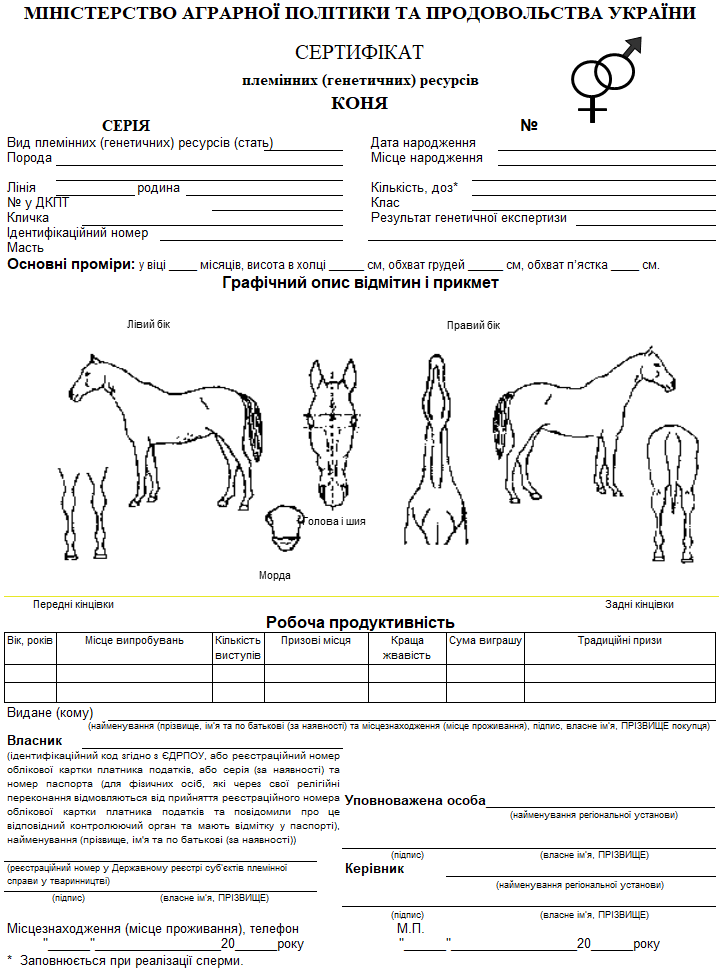 МІНІСТЕРСТВО АГРАРНОЇ ПОЛІТИКИ ТА ПРОДОВОЛЬСТВА УКРАЇНИ
СЕРТИФІКАТ
племінних (генетичних) ресурсів
КОНЯ
СЕРІЯ №
Вид племінних (генетичних) ресурсів (стать)
Порода
Лінія родина
№ у ДКПТ
Кличка
Ідентифікаційний номер
Масть
Дата народження
Місце народження
Кількість, доз*
Клас
Результат генетичної експертизи
Основні проміри: у віці ____ місяців, висота в холці _____ см, обхват грудей _____ см, обхват п’ястка ____ см.
Графічний опис відмітин і прикмет
Лівий бік Правий бік
Голова і шия
Морда
Передні кінцівки Задні кінцівки
Робоча продуктивність
Вік, років Місце випробувань Кількість виступів Призові місця Краща жвавість Сума виграшу Традиційні призи
Видане (кому)
(найменування (прізвище, ім'я та по батькові (за наявності) та місцезнаходження (місце проживання), підпис, власне ім'я, ПРІЗВИЩЕ покупця)
Власник
(ідентифікаційний код згідно з ЄДРПОУ, або реєстраційний номер
облікової картки платника податків, або серія (за наявності) та
номер паспорта (для фізичних осіб, які через свої релігійні
переконання відмовляються від прийняття реєстраційного номера
облікової картки платника податків та повідомили про це
відповідний контролюючий орган та мають відмітку у паспорті),
найменування (прізвище, ім'я та по батькові (за наявності))
(реєстраційний номер у Державному реєстрі суб’єктів племінної
справи у тваринництві)
(підпис) (власне ім'я, ПРІЗВИЩЕ)
Місцезнаходження (місце проживання), телефон
"______"__________________20______року
Уповноважена особа
(найменування регіональної установи)
(підпис) (власне ім'я, ПРІЗВИЩЕ)
Керівник
(найменування регіональної установи)
(підпис) (власне ім'я, ПРІЗВИЩЕ)
М.П.
"______"__________________20______року
* Заповнюється при реалізації сперми.